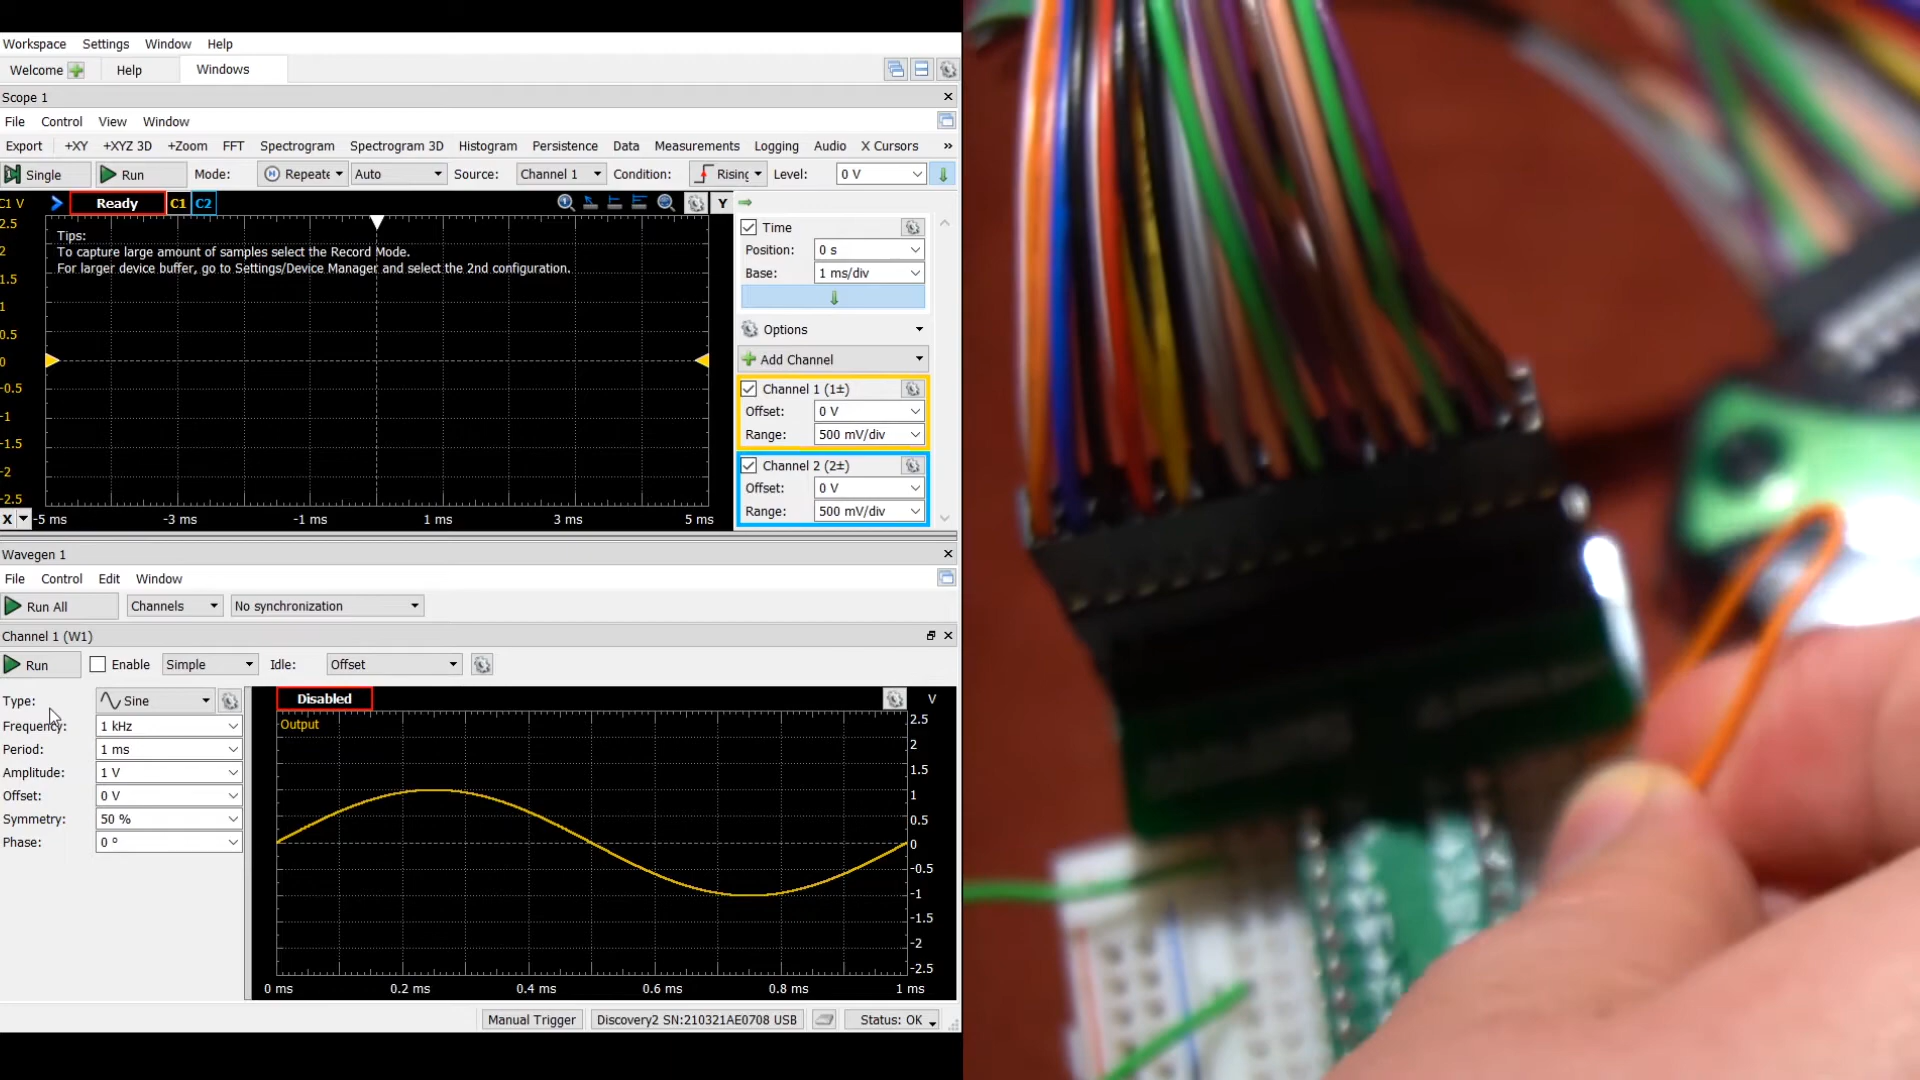 Workspace Settings Window Help
Welcome Help Windows
Scope 1
File Control View Window
Export +XY +XYZ 3D +Zoom FFT Spectrogram Spectrogram 3D Histogram Persistence Data Measurements Logging Audio X Cursors »
Single Run Mode: Repeate Auto Source: Channel 1 Condition: Rising Level: 0 V
C1 V Ready C1 C2 Y
2.5
2
1.5
1
0.5
0
-0.5
-1
-1.5
-2
-2.5
Tips:
To capture large amount of samples select the Record Mode.
For larger device buffer, go to Settings/Device Manager and select the 2nd configuration.
X -5 ms -3 ms -1 ms 1 ms 3 ms 5 ms
Time
Position: 0 s
Base: 1 ms/div
Options
Add Channel
Channel 1 (1±)
Offset: 0 V
Range: 500 mV/div
Channel 2 (2±)
Offset: 0 V
Range: 500 mV/div
Wavegen 1
File Control Edit Window
Run All Channels No synchronization
Channel 1 (W1)
Run Enable Simple Idle: Offset
Type: Sine
Frequency: 1 kHz
Period: 1 ms
Amplitude: 1 V
Offset: 0 V
Symmetry: 50 %
Phase: 0 º
Disabled V
Output
2.5
2
1.5
1
0.5
0
-0.5
-1
-1.5
-2
-2.5
0 ms 0.2 ms 0.4 ms 0.6 ms 0.8 ms 1 ms
Manual Trigger Discovery2 SN:210321AE0708 USB Status: OK